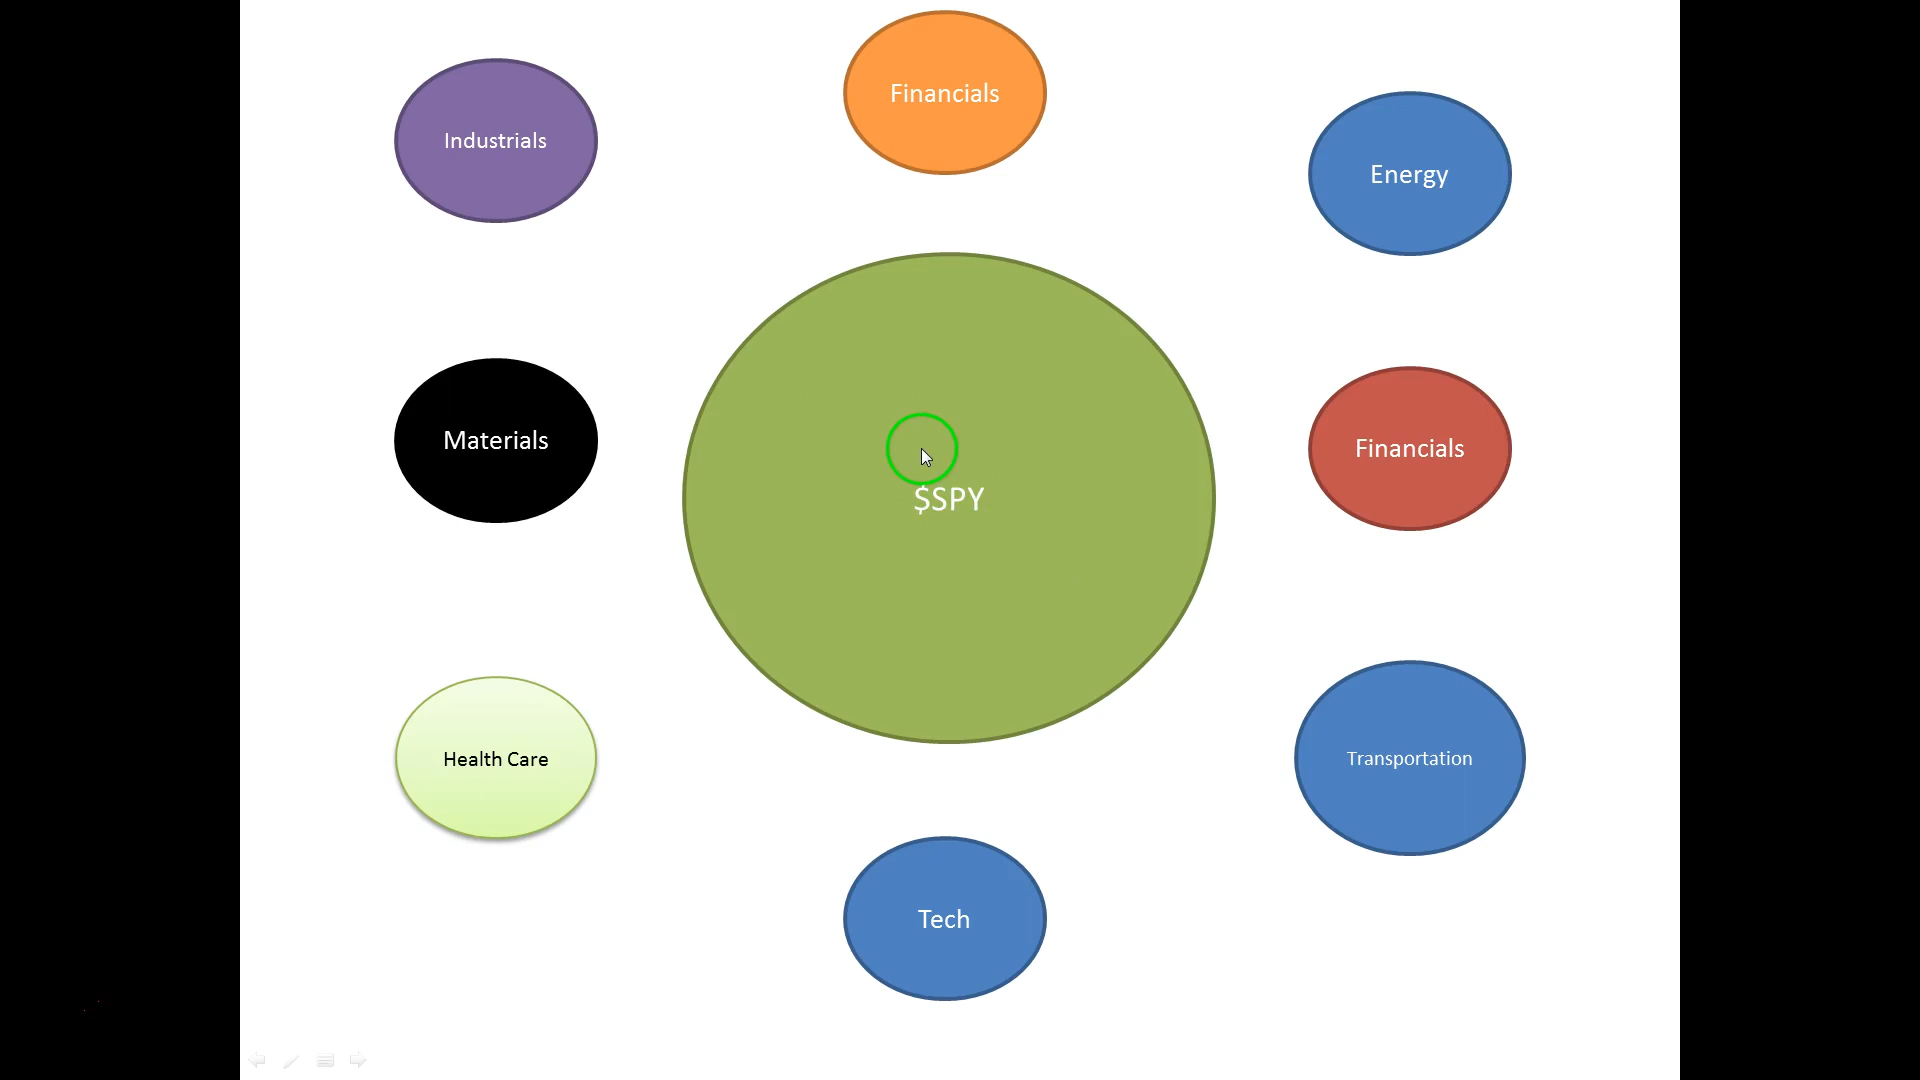 Financials
Industrials
Energy
Materials
Financials
$SPY
Health Care
Transportation
Tech